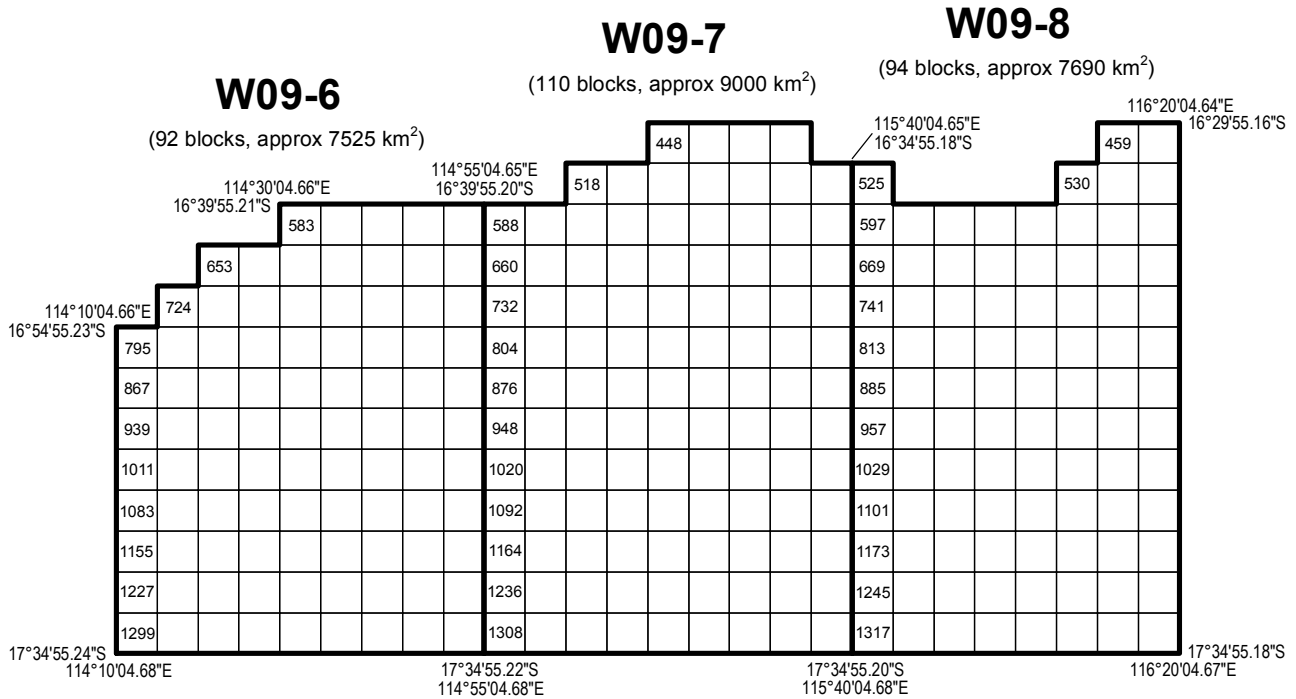 W09-6
(92 blocks, approx 7525 km²)
W09-7
(110 blocks, approx 9000 km²)
W09-8
(94 blocks, approx 7690 km²)
116°20'04.64"E
16°29'55.16"S
115°40'04.65"E
16°34'55.18"S
114°55'04.65"E
16°39'55.20"S
114°30'04.66"E
16°39'55.21"S
114°10'04.66"E
16°54'55.23"S
448
459
518
525
530
583
588
597
653
660
669
724
732
741
795
804
813
867
876
885
939
948
957
1011
1020
1029
1083
1092
1101
1155
1164
1173
1227
1236
1245
1299
1308
1317
17°34'55.24"S
114°10'04.68"E
17°34'55.22"S
114°55'04.68"E
17°34'55.20"S
115°40'04.68"E
17°34'55.18"S
116°20'04.67"E